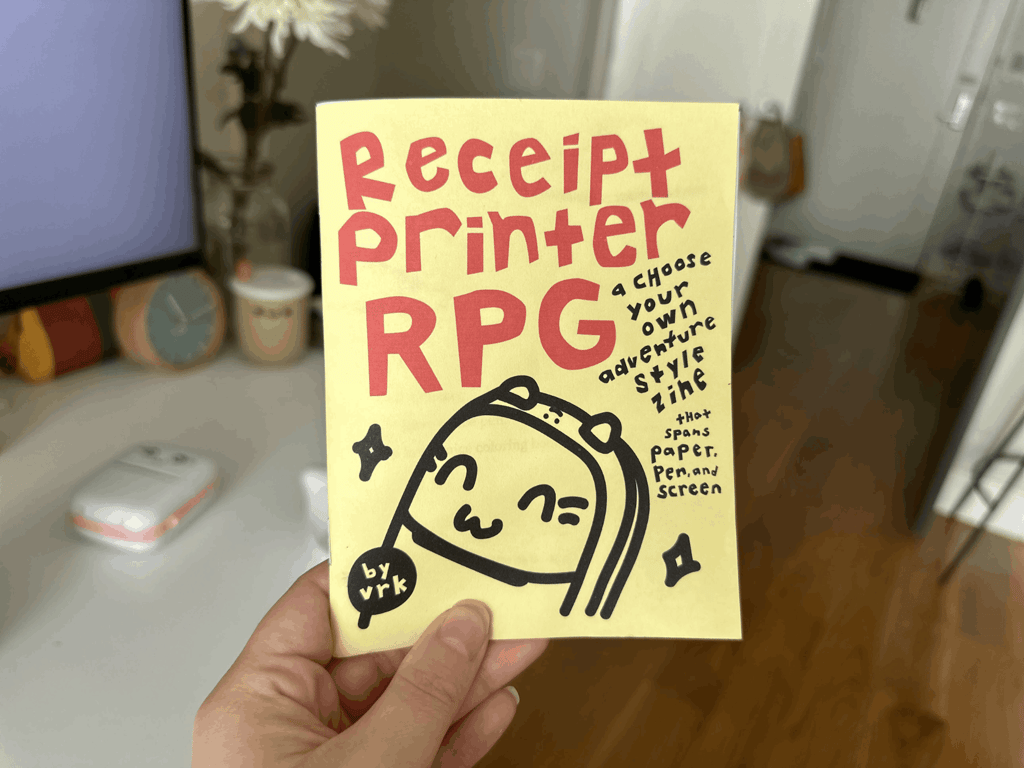 Receipt
printer
RPG
a CHoose
your
own
adventure
style
zine
tHat
spans
paper,
pen, and
screen
by
vrk